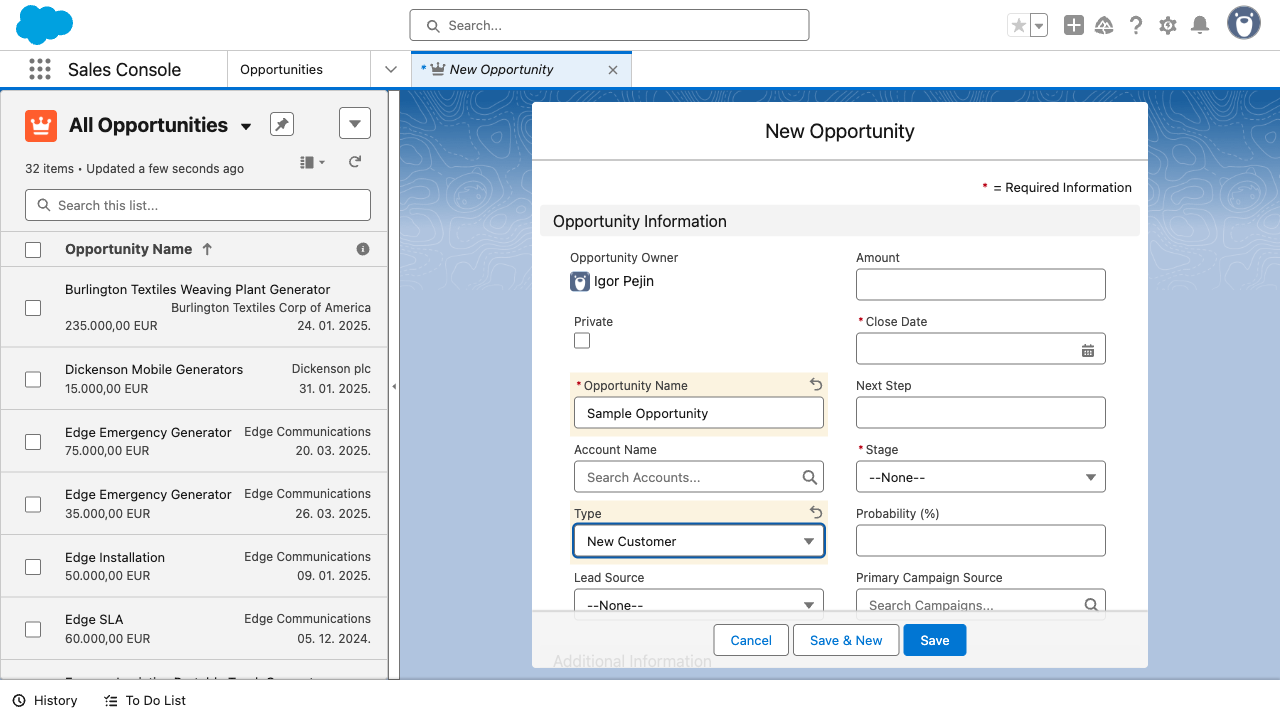 Search...
Sales Console
Opportunities
* New Opportunity
All Opportunities
32 items • Updated a few seconds ago
Search this list...
Opportunity Name
Burlington Textiles Weaving Plant Generator
Burlington Textiles Corp of America
235.000,00 EUR 24. 01. 2025.
Dickenson Mobile Generators Dickenson plc
15.000,00 EUR 31. 01. 2025.
Edge Emergency Generator Edge Communications
75.000,00 EUR 20. 03. 2025.
Edge Emergency Generator Edge Communications
35.000,00 EUR 26. 03. 2025.
Edge Installation Edge Communications
50.000,00 EUR 09. 01. 2025.
Edge SLA Edge Communications
60.000,00 EUR 05. 12. 2024.
New Opportunity
* = Required Information
Opportunity Information
Opportunity Owner
Igor Pejin
Amount
Private
* Close Date
* Opportunity Name
Sample Opportunity
Next Step
Account Name
Search Accounts...
* Stage
--None--
Type
New Customer
Probability (%)
Lead Source
--None--
Primary Campaign Source
Search Campaigns...
Additional Information
Cancel
Save & New
Save
History
To Do List